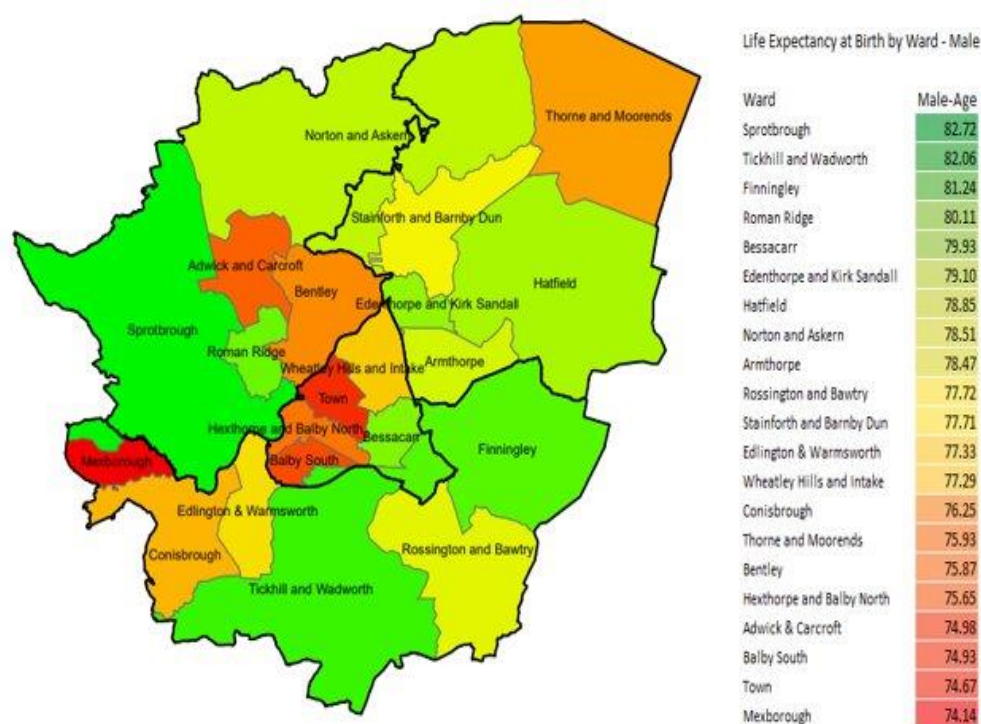 Life Expectancy at Birth by Ward - Male
Ward Male-Age
Sprotbrough 82.72
Tickhill and Wadworth 82.06
Finningley 81.24
Roman Ridge 80.11
Bessacarr 79.93
Edenthorpe and Kirk Sandall 79.10
Hatfield 78.85
Norton and Askern 78.51
Armthorpe 78.47
Rossington and Bawtry 77.72
Stainforth and Barnby Dun 77.71
Edlington & Warmsworth 77.33
Wheatley Hills and Intake 77.29
Conisbrough 76.25
Thorne and Moorends 75.93
Bentley 75.87
Hexthorpe and Balby North 75.65
Adwick & Carcroft 74.98
Balby South 74.93
Town 74.67
Mexborough 74.14
Thorne and Moorends
Norton and Askern
Stainforth and Barnby Dun
Adwick and Carcroft
Hatfield
Bentley
Edenthorpe and Kirk Sandall
Sprotbrough
Roman Ridge
Armthorpe
Wheatley Hills and Intake
Town
Hexthorpe and Balby North
Bessacarr
Finningley
Mexborough
Balby South
Edlington & Warmsworth
Rossington and Bawtry
Conisbrough
Tickhill and Wadworth